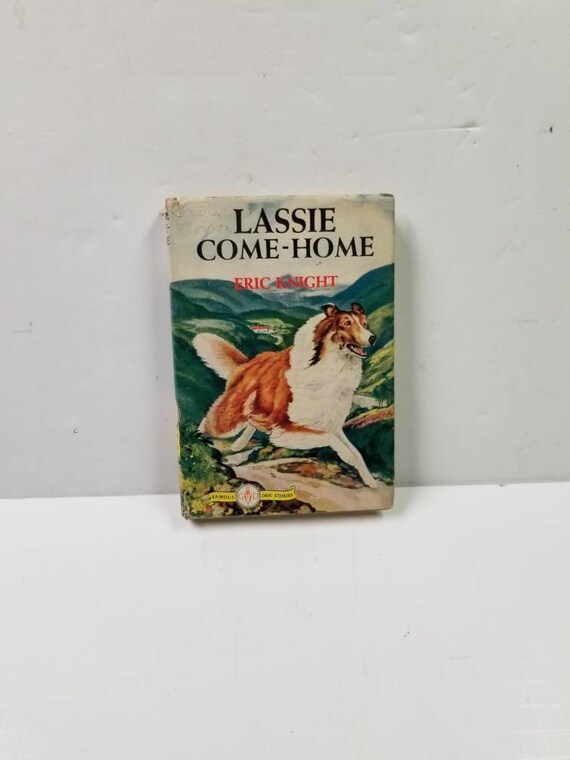 LASSIE
COME-HOME
ERIC KNIGHT
FAMOUS G&D DOG STORIES